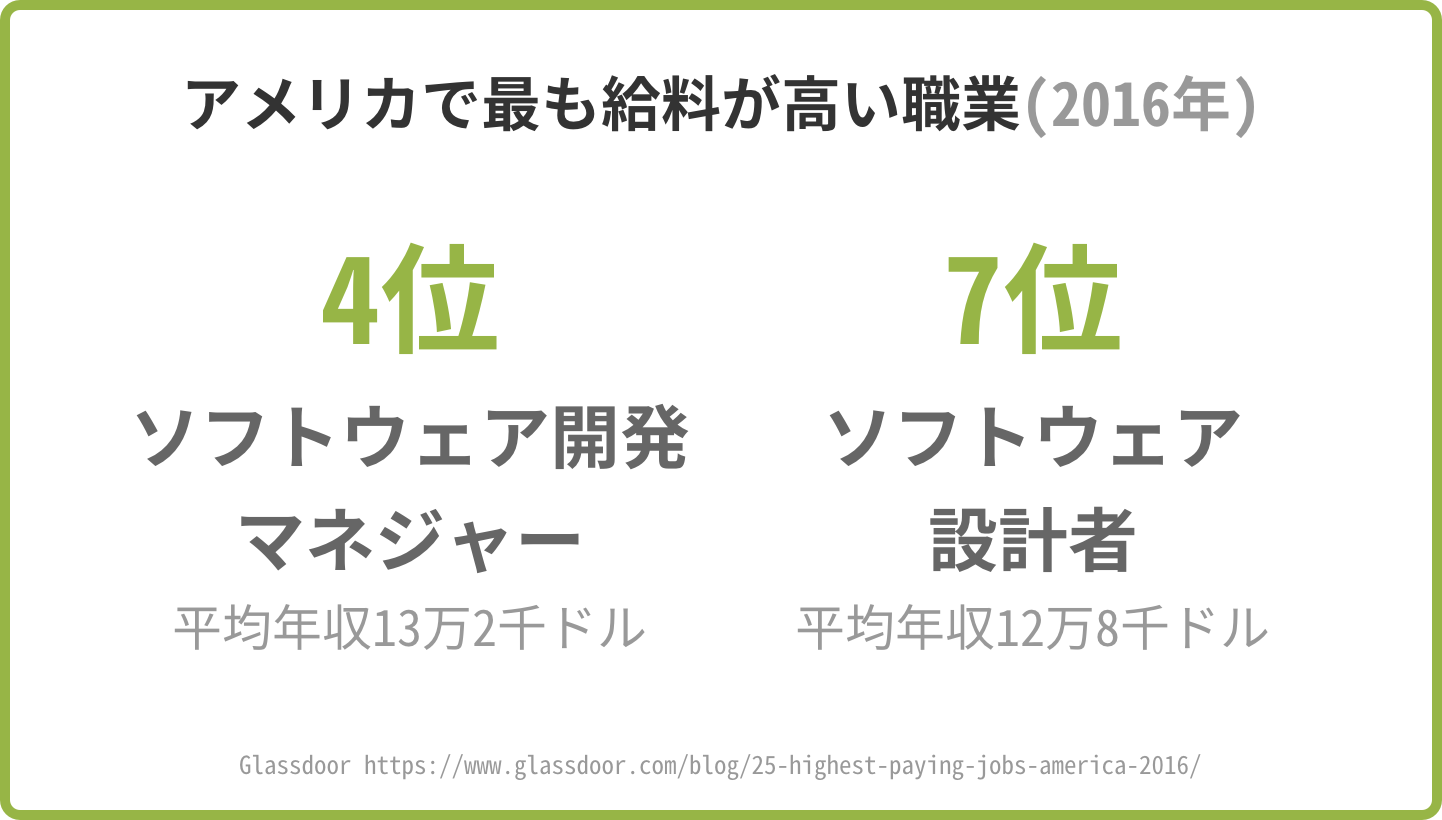 アメリカで最も給料が高い職業(2016年)
4位
ソフトウェア開発
マネジャー
平均年収13万2千ドル
7位
ソフトウェア
設計者
平均年収12万8千ドル
Glassdoor https://www.glassdoor.com/blog/25-highest-paying-jobs-america-2016/